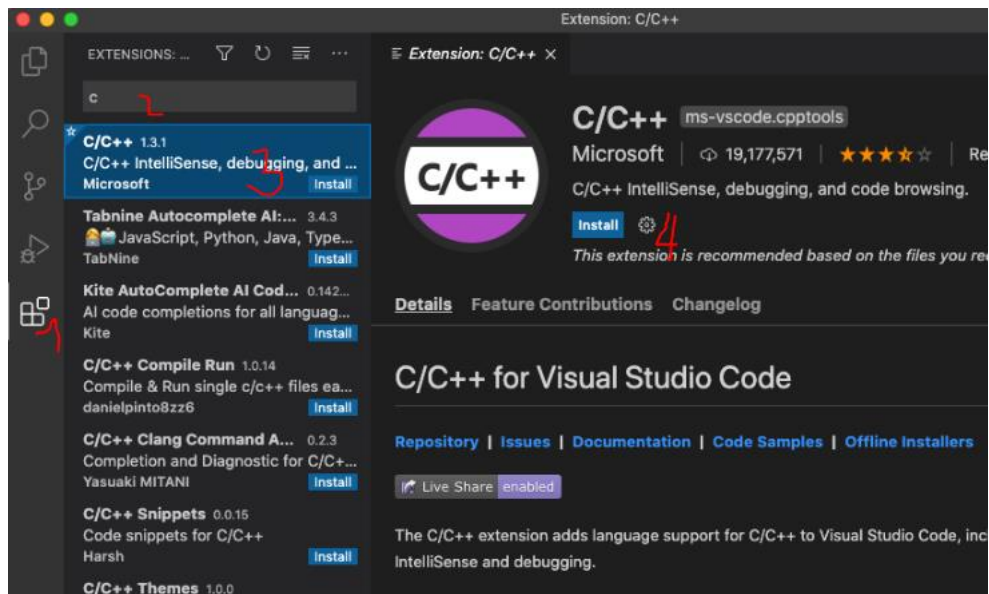 Extension: C/C++
EXTENSIONS: ...
c
2
C/C++ 1.3.1
C/C++ IntelliSense, debugging, and ...
3
Microsoft Install
Tabnine Autocomplete AI:... 3.4.3
JavaScript, Python, Java, Type...
TabNine Install
Kite AutoComplete AI Cod... 0.142...
AI code completions for all languag...
Kite Install
1
C/C++ Compile Run 1.0.14
Compile & Run single c/c++ files ea...
danielpinto8zz6 Install
C/C++ Clang Command A... 0.2.3
Completion and Diagnostic for C/C+...
Yasuaki MITANI Install
C/C++ Snippets 0.0.15
Code snippets for C/C++
Harsh Install
C/C++ Themes 1.0.0
Extension: C/C++
C/C++
C/C++ ms-vscode.cpptools
Microsoft 19,177,571 Re
C/C++ IntelliSense, debugging, and code browsing.
Install
4
This extension is recommended based on the files you rec
Details Feature Contributions Changelog
C/C++ for Visual Studio Code
Repository | Issues | Documentation | Code Samples | Offline Installers
Live Share enabled
The C/C++ extension adds language support for C/C++ to Visual Studio Code, incl
IntelliSense and debugging.